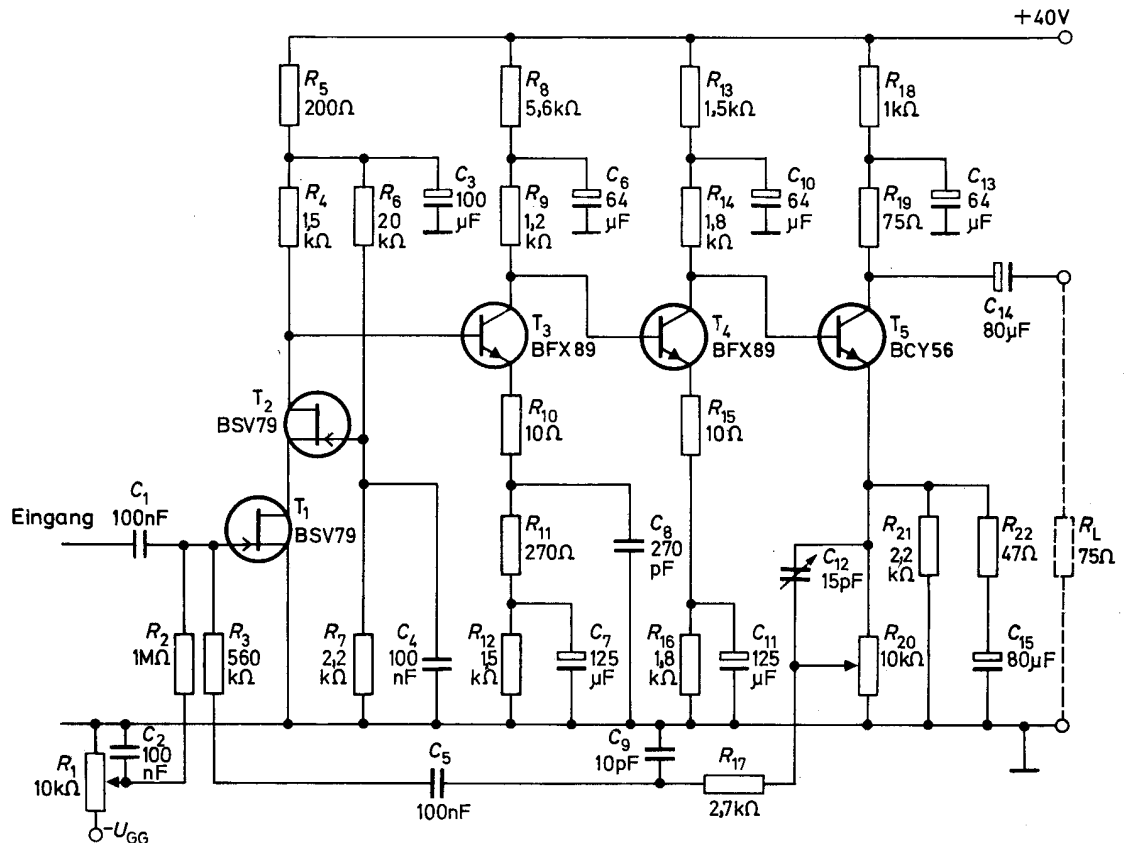 +40V
R5
200Ω
R8
5,6kΩ
R13
1,5kΩ
R18
1kΩ
R4
1,5
kΩ
R6
20
kΩ
C3
100
µF
R9
1,2
kΩ
C6
64
µF
R14
1,8
kΩ
C10
64
µF
R19
75Ω
C13
64
µF
C14
80µF
T3
BFX89
T4
BFX89
T5
BCY56
T2
BSV79
R10
10Ω
R15
10Ω
Eingang
C1
100nF
T1
BSV79
R11
270Ω
C8
270
pF
C12
15pF
R21
2,2
kΩ
R22
47Ω
RL
75Ω
R2
1MΩ
R3
560
kΩ
R7
2,2
kΩ
C4
100
nF
R12
15
kΩ
C7
125
µF
R16
1,8
kΩ
C11
125
µF
R20
10kΩ
C15
80µF
R1
10kΩ
C2
100
nF
C5
100nF
C9
10pF
R17
2,7kΩ
-UGG